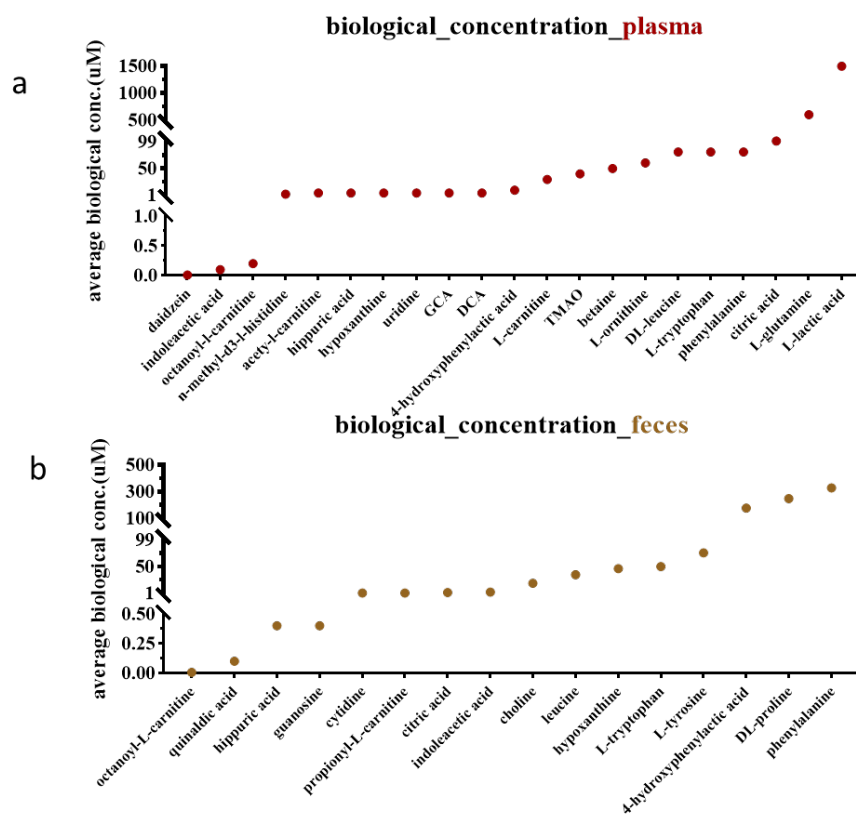 biological_concentration_plasma
a
average biological conc.(uM)
1500
1000
500
99
50
1
1.0
0.5
0.0
daidzein
indoleacetic acid
octanoyl-l-carnitine
n-methyl-d3-l-histidine
acety-l-carnitine
hippuric acid
hypoxanthine
uridine
GCA
DCA
4-hydroxyphenylactic acid
L-carnitine
TMAO
betaine
L-ornithine
DL-leucine
L-tryptophan
phenylalanine
citric acid
L-glutamine
L-lactic acid
biological_concentration_feces
b
average biological conc.(uM)
500
300
100
99
50
1
0.50
0.25
0.00
octanoyl-L-carnitine
quinaldic acid
hippuric acid
guanosine
cytidine
propionyl-L-carnitine
citric acid
indoleacetic acid
choline
leucine
hypoxanthine
L-tryptophan
L-tyrosine
4-hydroxyphenylactic acid
DL-proline
phenylalanine